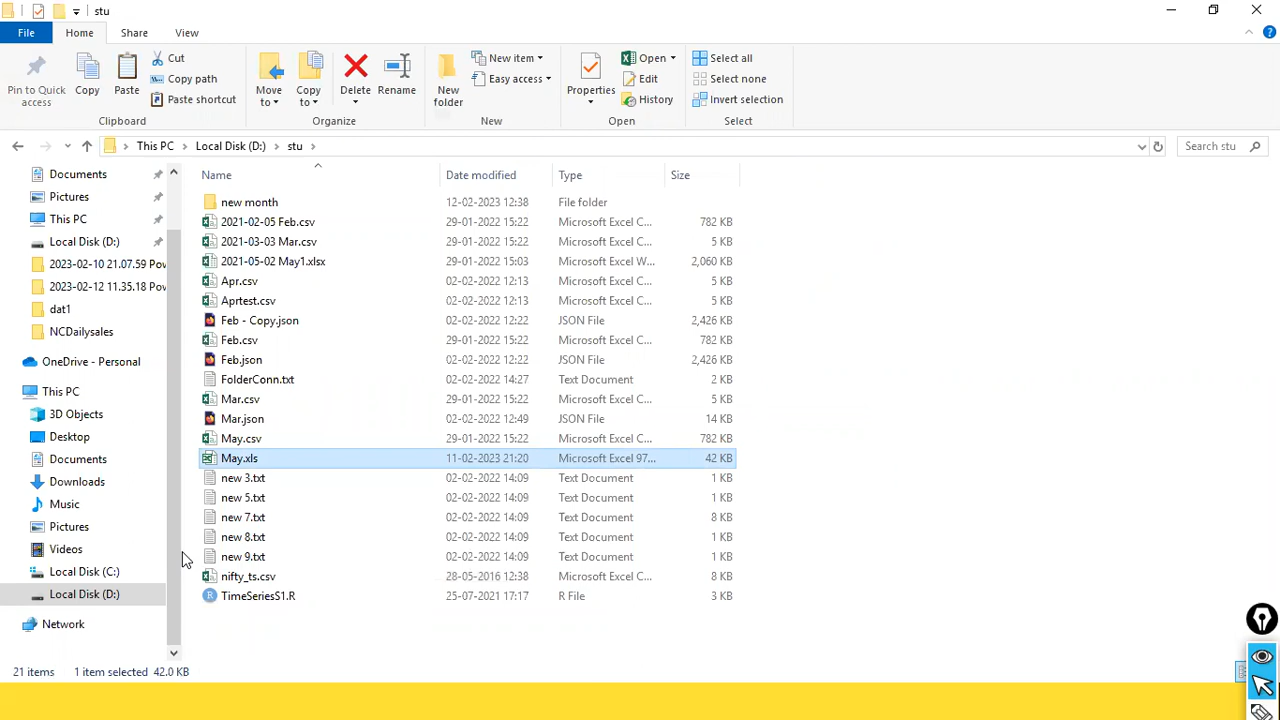 stu
File Home Share View
Pin to Quick access
Copy
Paste
Cut
Copy path
Paste shortcut
Clipboard
Move to
Copy to
Delete
Rename
Organize
New folder
New item
Easy access
New
Properties
Open
Edit
History
Open
Select all
Select none
Invert selection
Select
This PC > Local Disk (D:) > stu >
Search stu
Documents
Pictures
This PC
Local Disk (D:)
2023-02-10 21.07.59 Pov
2023-02-12 11.35.18 Pov
dat1
NCDailysales
OneDrive - Personal
This PC
3D Objects
Desktop
Documents
Downloads
Music
Pictures
Videos
Local Disk (C:)
Local Disk (D:)
Network
Name Date modified Type Size
new month 12-02-2023 12:38 File folder
2021-02-05 Feb.csv 29-01-2022 15:22 Microsoft Excel C... 782 KB
2021-03-03 Mar.csv 29-01-2022 15:22 Microsoft Excel C... 5 KB
2021-05-02 May1.xlsx 29-01-2022 15:03 Microsoft Excel W... 2,060 KB
Apr.csv 02-02-2022 12:13 Microsoft Excel C... 5 KB
Aprtest.csv 02-02-2022 12:13 Microsoft Excel C... 5 KB
Feb - Copy.json 02-02-2022 12:22 JSON File 2,426 KB
Feb.csv 29-01-2022 15:22 Microsoft Excel C... 782 KB
Feb.json 02-02-2022 12:22 JSON File 2,426 KB
FolderConn.txt 02-02-2022 14:27 Text Document 2 KB
Mar.csv 29-01-2022 15:22 Microsoft Excel C... 5 KB
Mar.json 02-02-2022 12:49 JSON File 14 KB
May.csv 29-01-2022 15:22 Microsoft Excel C... 782 KB
May.xls 11-02-2023 21:20 Microsoft Excel 97... 42 KB
new 3.txt 02-02-2022 14:09 Text Document 1 KB
new 5.txt 02-02-2022 14:09 Text Document 1 KB
new 7.txt 02-02-2022 14:09 Text Document 8 KB
new 8.txt 02-02-2022 14:09 Text Document 1 KB
new 9.txt 02-02-2022 14:09 Text Document 1 KB
nifty_ts.csv 28-05-2016 12:38 Microsoft Excel C... 8 KB
TimeSeriesS1.R 25-07-2021 17:17 R File 3 KB
21 items 1 item selected 42.0 KB